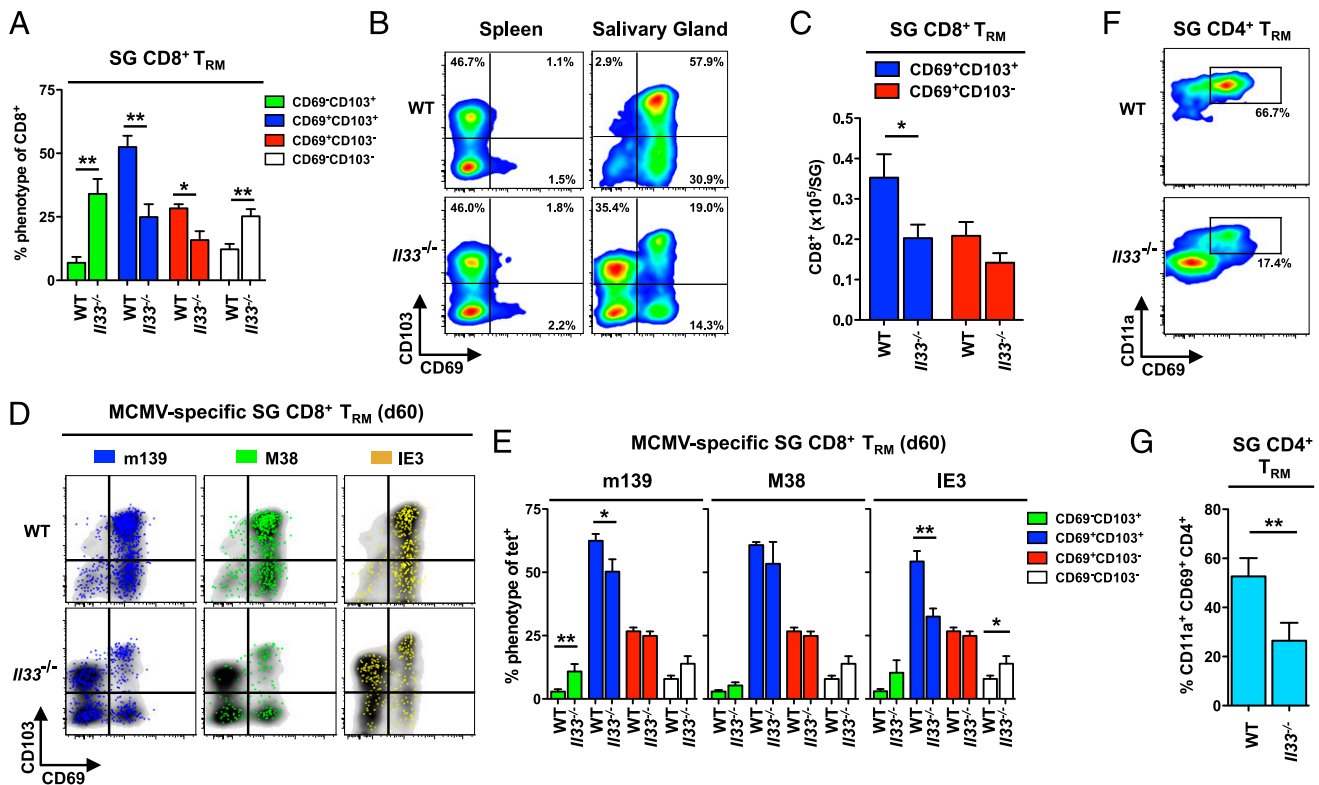 A
SG CD8⁺ T_RM
% phenotype of CD8⁺
75
50
25
0
** ** * **
WT Il33⁻/⁻ WT Il33⁻/⁻ WT Il33⁻/⁻ WT Il33⁻/⁻
CD69⁻CD103⁺
CD69⁺CD103⁺
CD69⁺CD103⁻
CD69⁻CD103⁻
B
Spleen Salivary Gland
WT
46.7% 1.1% 2.9% 57.9%
1.5% 30.9%
Il33⁻/⁻
46.0% 1.8% 35.4% 19.0%
2.2% 14.3%
CD103
CD69
C
SG CD8⁺ T_RM
CD69⁺CD103⁺
CD69⁺CD103⁻
CD8⁺ (x10⁵/SG)
0.5
0.4
0.3
0.2
0.1
0.0
*
WT Il33⁻/⁻ WT Il33⁻/⁻
F
SG CD4⁺ T_RM
WT
66.7%
Il33⁻/⁻
17.4%
CD11a
CD69
D
MCMV-specific SG CD8⁺ T_RM (d60)
m139 M38 IE3
WT
Il33⁻/⁻
CD103
CD69
E
MCMV-specific SG CD8⁺ T_RM (d60)
m139 M38 IE3
% phenotype of tet⁺
75
50
25
0
** * ** *
WT Il33⁻/⁻ WT Il33⁻/⁻ WT Il33⁻/⁻ WT Il33⁻/⁻ WT Il33⁻/⁻ WT Il33⁻/⁻ WT Il33⁻/⁻ WT Il33⁻/⁻ WT Il33⁻/⁻ WT Il33⁻/⁻ WT Il33⁻/⁻ WT Il33⁻/⁻
CD69⁻CD103⁺
CD69⁺CD103⁺
CD69⁺CD103⁻
CD69⁻CD103⁻
G
SG CD4⁺
T_RM
% CD11a⁺ CD69⁺ CD4⁺
80
60
40
20
0
**
WT Il33⁻/⁻